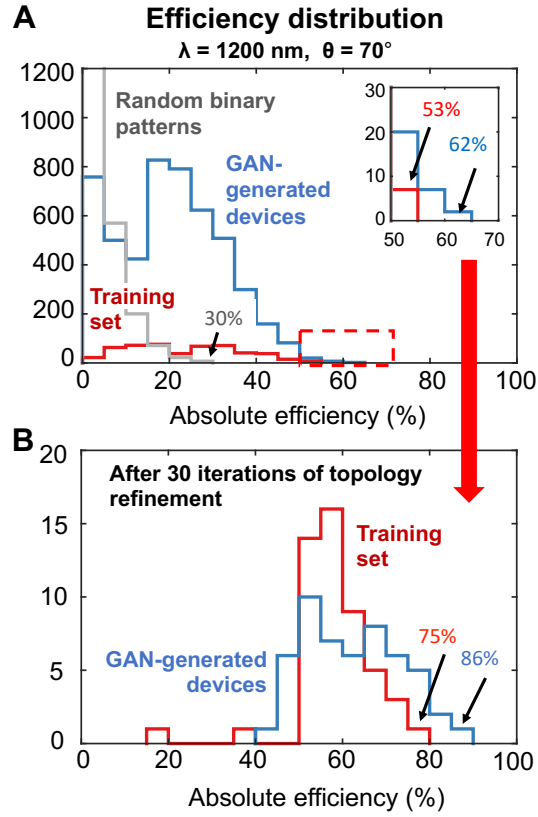 A
Efficiency distribution
λ = 1200 nm, θ = 70°
1200
1000
800
600
400
200
0
Random binary
patterns
GAN-
generated
devices
Training
set
30%
30
20
10
0
53%
62%
50 60 70
0 20 40 60 80 100
Absolute efficiency (%)
B
20
15
10
5
0
After 30 iterations of topology
refinement
Training
set
GAN-generated
devices
75%
86%
0 20 40 60 80 100
Absolute efficiency (%)